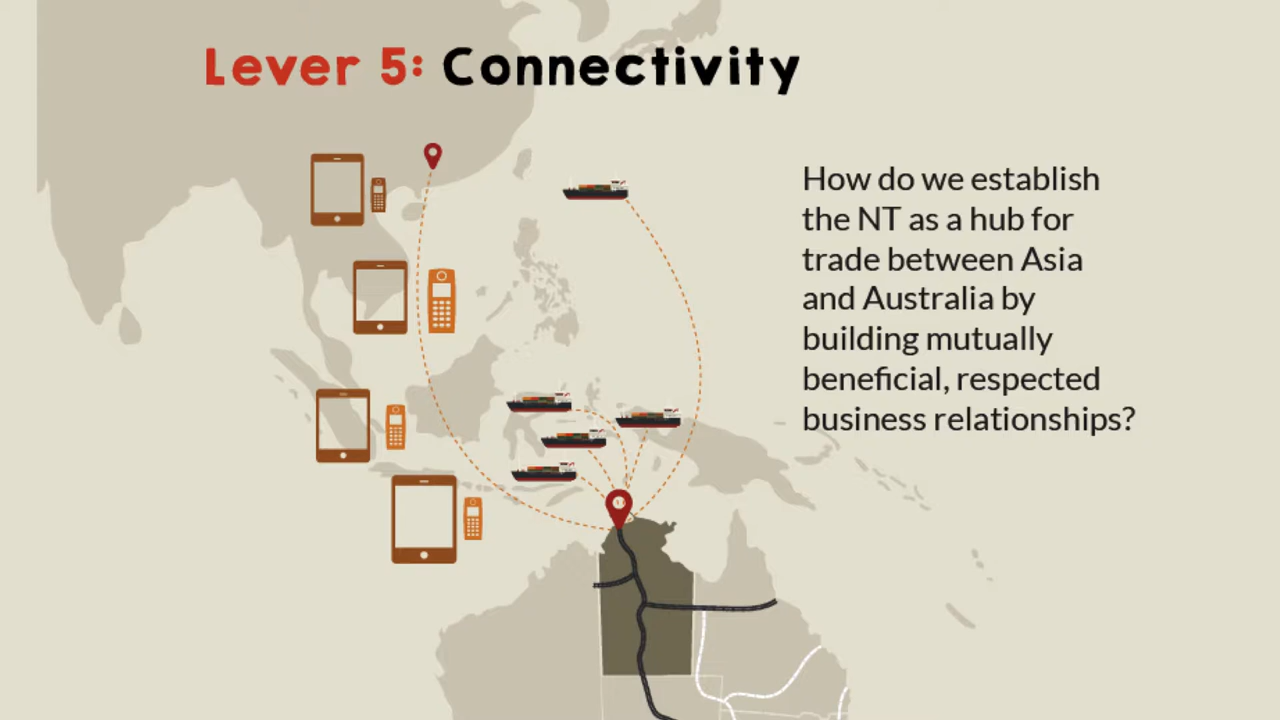 Lever 5: Connectivity
How do we establish
the NT as a hub for
trade between Asia
and Australia by
building mutually
beneficial, respected
business relationships?